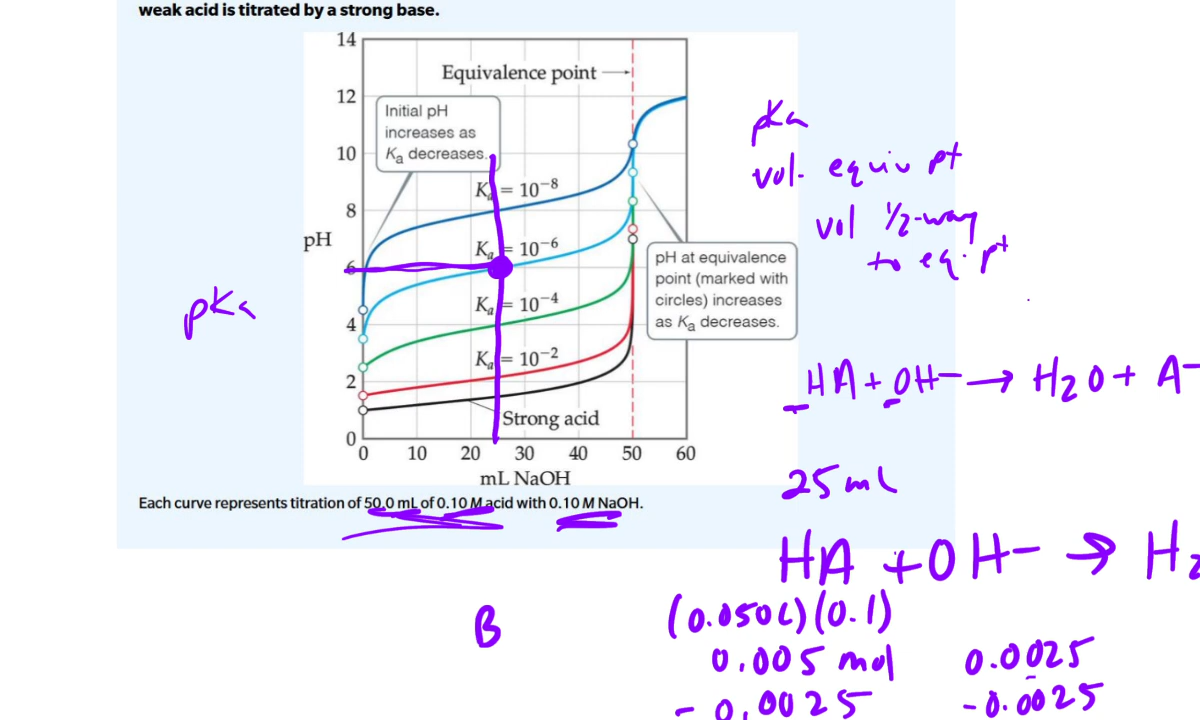 weak acid is titrated by a strong base.
14
Equivalence point
12
Initial pH
increases as
Ka decreases.
10
K = 10−8
8
pH
Ka = 10−6
6
Ka = 10−4
4
Ka = 10−2
2
Strong acid
0
0 10 20 30 40 50 60
mL NaOH
pH at equivalence
point (marked with
circles) increases
as Ka decreases.
Each curve represents titration of 50.0 mL of 0.10 M acid with 0.10 M NaOH.
pKa
pKa
vol. equiv pt
vol 1/2-way
to eq. pt
HA + OH− → H2O + A−
25 mL
HA + OH− → H2
B
(0.050L)(0.1)
0.005 mol 0.0025
- 0.0025 -0.0025